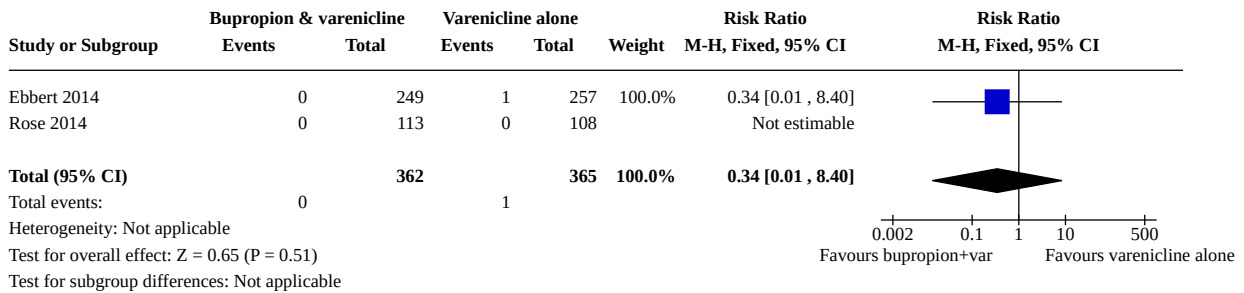 Bupropion & varenicline Varenicline alone Risk Ratio Risk Ratio
Study or Subgroup Events Total Events Total Weight M-H, Fixed, 95% CI M-H, Fixed, 95% CI
Ebbert 2014 0 249 1 257 100.0% 0.34 [0.01 , 8.40]
Rose 2014 0 113 0 108 Not estimable
Total (95% CI) 362 365 100.0% 0.34 [0.01 , 8.40]
Total events: 0 1
Heterogeneity: Not applicable
0.002 0.1 1 10 500
Test for overall effect: Z = 0.65 (P = 0.51) Favours bupropion+var Favours varenicline alone
Test for subgroup differences: Not applicable